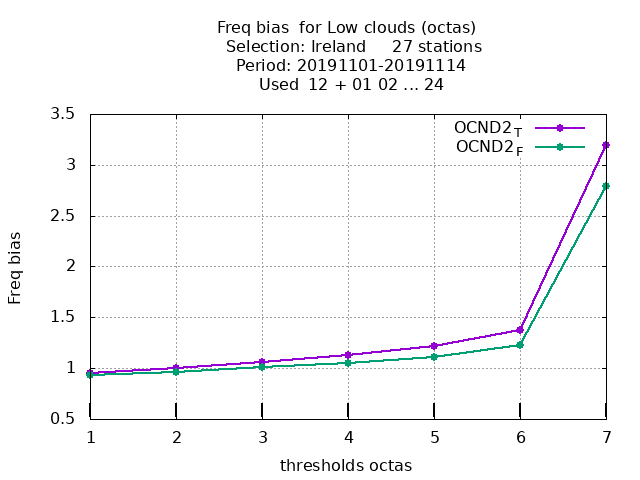 Freq bias  for Low clouds (octas)
Selection: Ireland     27 stations
Period: 20191101-20191114
Used  12 + 01 02 ... 24
OCND2_T
OCND2_F
3.5
3
2.5
2
1.5
1
0.5
Freq bias
1 2 3 4 5 6 7
thresholds octas